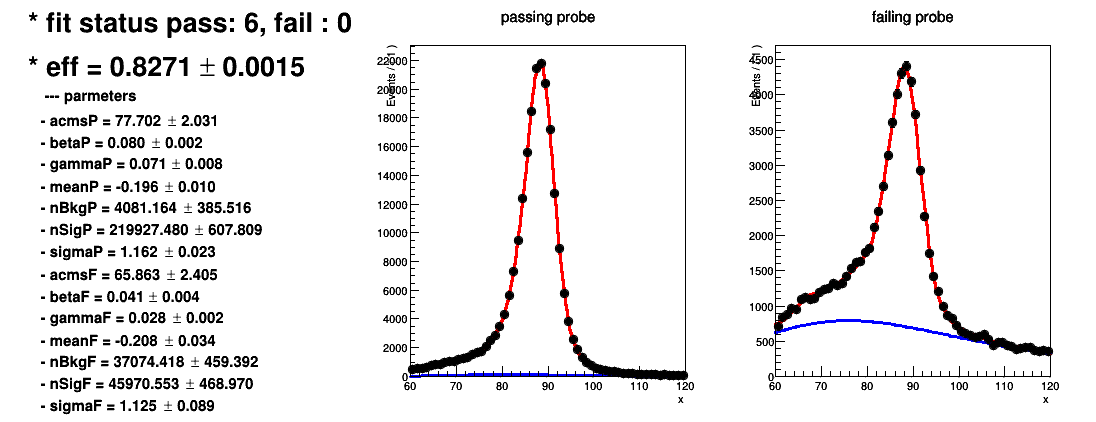 * fit status pass: 6, fail : 0
* eff = 0.8271 ± 0.0015
--- parmeters
- acmsP = 77.702 ± 2.031
- betaP = 0.080 ± 0.002
- gammaP = 0.071 ± 0.008
- meanP = -0.196 ± 0.010
- nBkgP = 4081.164 ± 385.516
- nSigP = 219927.480 ± 607.809
- sigmaP = 1.162 ± 0.023
- acmsF = 65.863 ± 2.405
- betaF = 0.041 ± 0.004
- gammaF = 0.028 ± 0.002
- meanF = -0.208 ± 0.034
- nBkgF = 37074.418 ± 459.392
- nSigF = 45970.553 ± 468.970
- sigmaF = 1.125 ± 0.089
passing probe
Events / ( 1 )
22000
20000
18000
16000
14000
12000
10000
8000
6000
4000
2000
0
60 70 80 90 100 110 120
x
failing probe
Events / ( 1 )
4500
4000
3500
3000
2500
2000
1500
1000
500
0
60 70 80 90 100 110 120
x